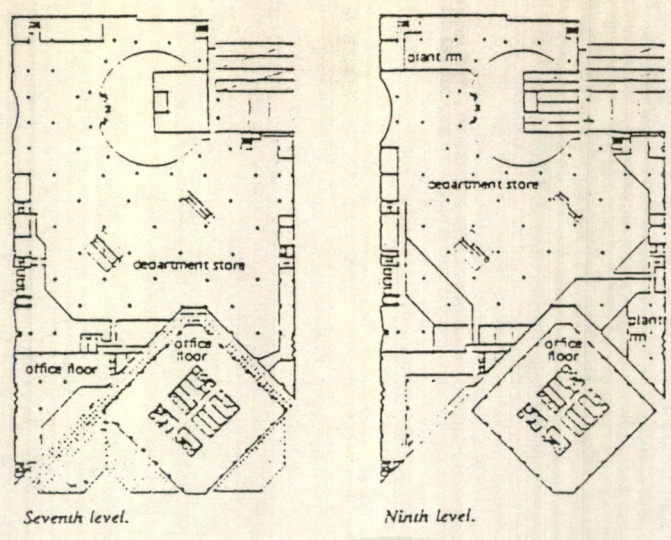 department store
office
floor
office floor
Seventh level.
plant rm
department store
plant
rm
office
floor
Ninth level.